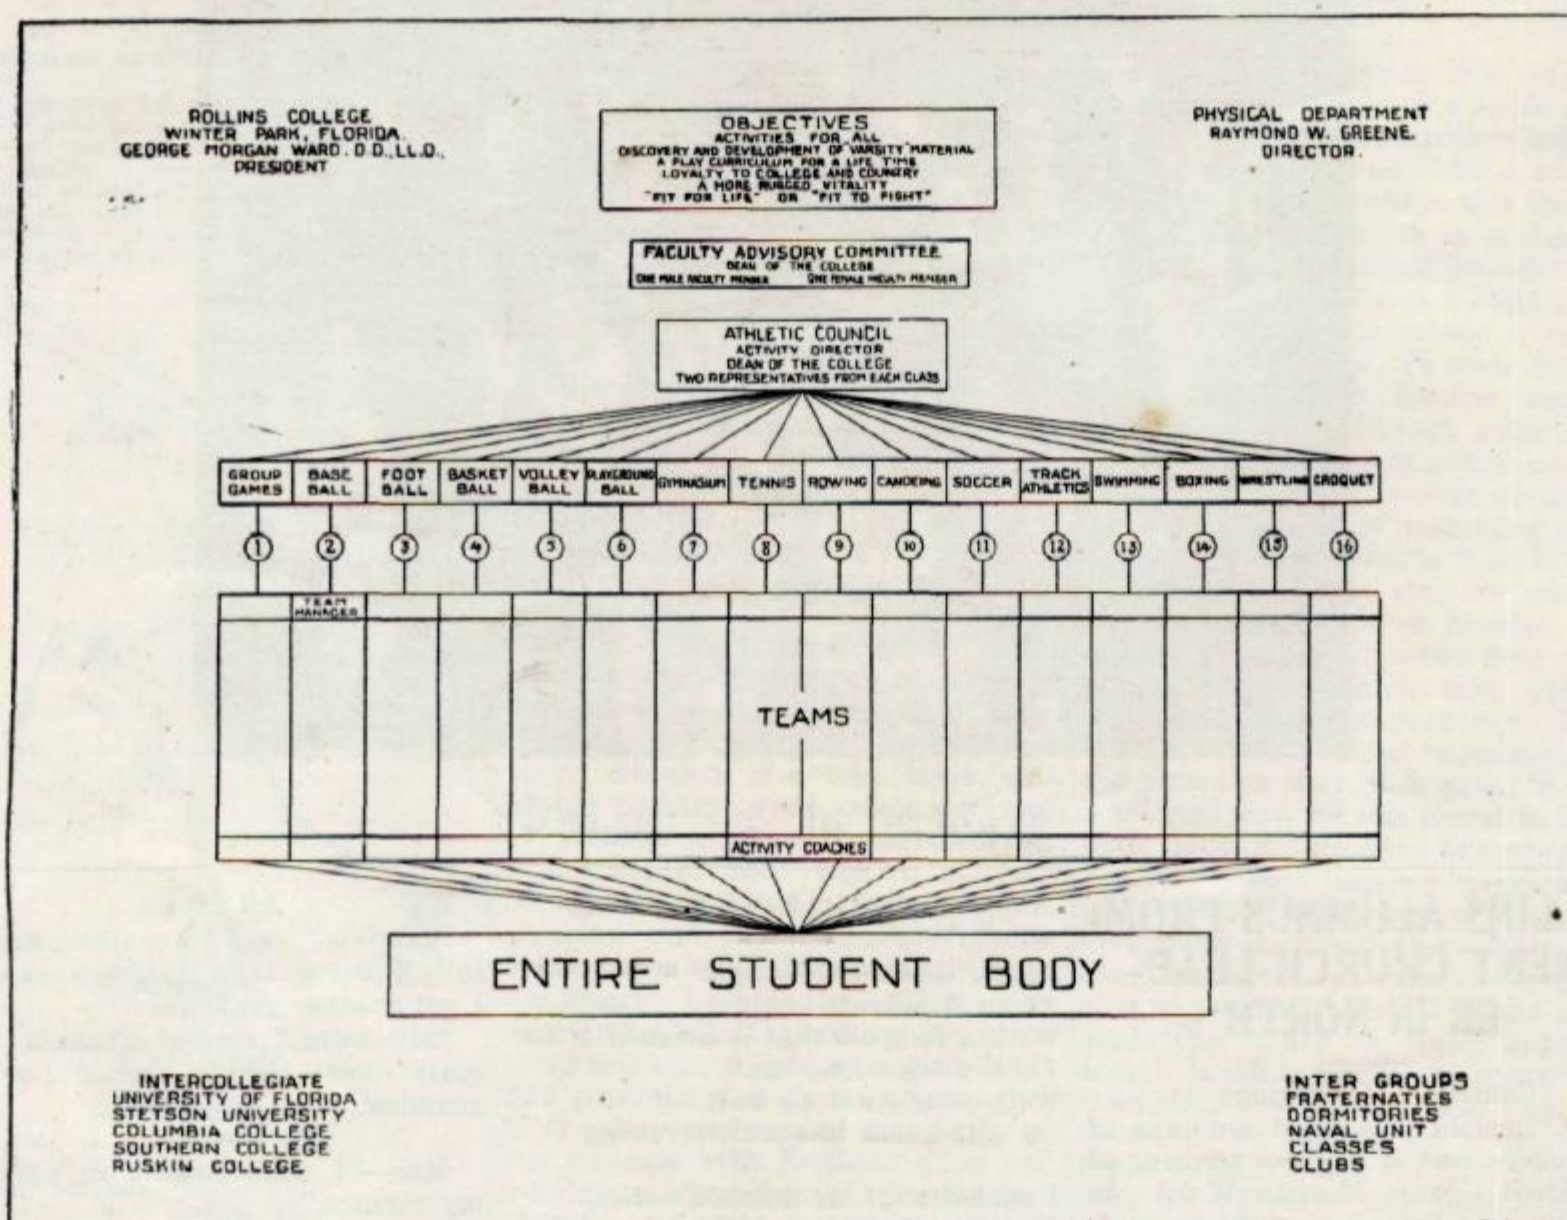 ROLLINS COLLEGE
WINTER PARK, FLORIDA.
GEORGE MORGAN WARD. D.D., LL.D.,
PRESIDENT
OBJECTIVES
ACTIVITIES FOR ALL
DISCOVERY AND DEVELOPMENT OF VARSITY MATERIAL
A PLAY CURRICULUM FOR A LIFE TIME
LOYALTY TO COLLEGE AND COUNTRY
A MORE RUGGED VITALITY
"FIT FOR LIFE" OR "FIT TO FIGHT"
PHYSICAL DEPARTMENT
RAYMOND W. GREENE.
DIRECTOR.
FACULTY ADVISORY COMMITTEE
DEAN OF THE COLLEGE
ONE MALE FACULTY MEMBER ONE FEMALE FACULTY MEMBER
ATHLETIC COUNCIL
ACTIVITY DIRECTOR
DEAN OF THE COLLEGE
TWO REPRESENTATIVES FROM EACH CLASS
GROUP GAMES
BASE BALL
FOOT BALL
BASKET BALL
VOLLEY BALL
PLAYGROUND BALL
GYMNASIUM
TENNIS
ROWING
CANOEING
SOCCER
TRACK ATHLETICS
SWIMMING
BOXING
WRESTLING
CROQUET
1 2 3 4 5 6 7 8 9 10 11 12 13 14 15 16
TEAM
MANAGER
TEAMS
ACTIVITY COACHES
ENTIRE STUDENT BODY
INTERCOLLEGIATE
UNIVERSITY OF FLORIDA
STETSON UNIVERSITY
COLUMBIA COLLEGE
SOUTHERN COLLEGE
RUSKIN COLLEGE
INTER GROUPS
FRATERNATIES
DORMITORIES
NAVAL UNIT
CLASSES
CLUBS